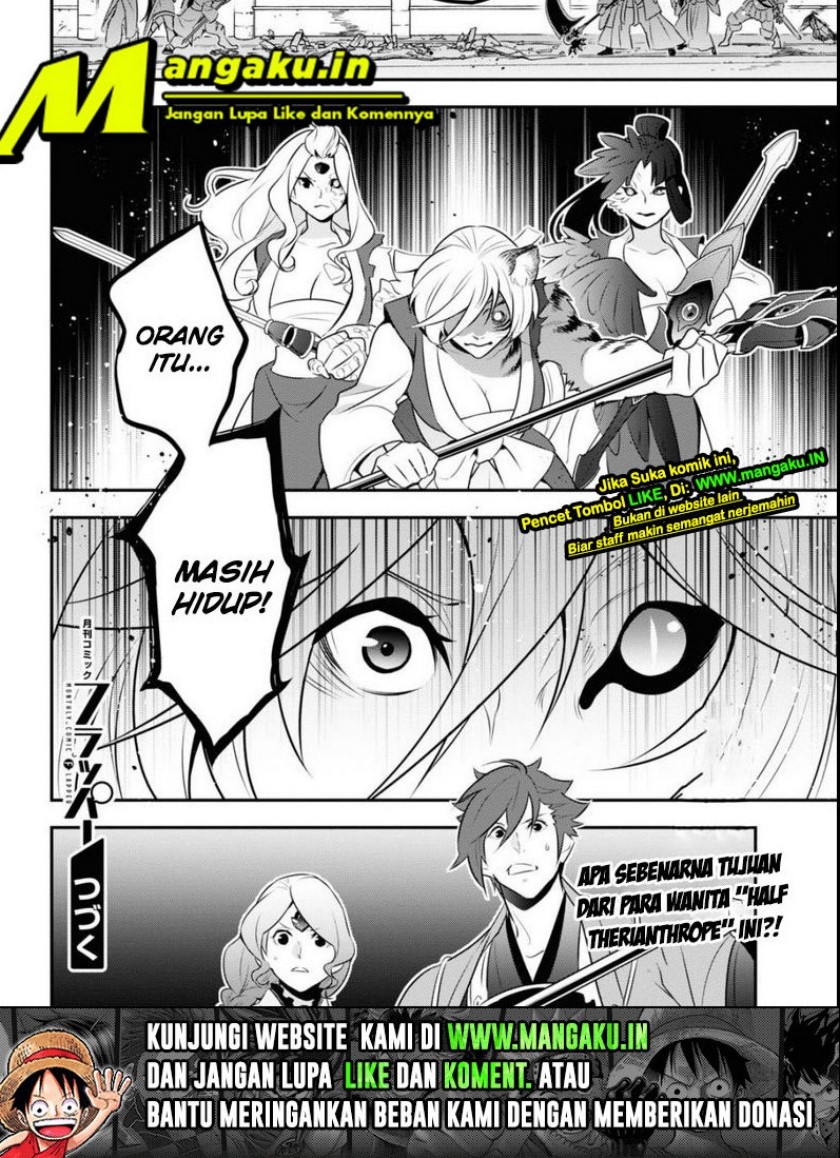 Mangaku.in
Jangan Lupa Like dan Komennya
ORANG
ITU...
Jika Suka komik ini,
Pencet Tombol LIKE, Di: WWW.mangaku.IN
Bukan di website lain
Biar staff makin semangat nerjemahin
MASIH
HIDUP!
月刊コミック
フラッパー
MONTHLY COMIC FLAPPER
つづく
APA SEBENARNA TUJUAN
DARI PARA WANITA "HALF
THERIANTHROPE" INI?!
KUNJUNGI WEBSITE KAMI DI WWW.MANGAKU.IN
DAN JANGAN LUPA LIKE DAN KOMENT. ATAU
BANTU MERINGANKAN BEBAN KAMI DENGAN MEMBERIKAN DONASI